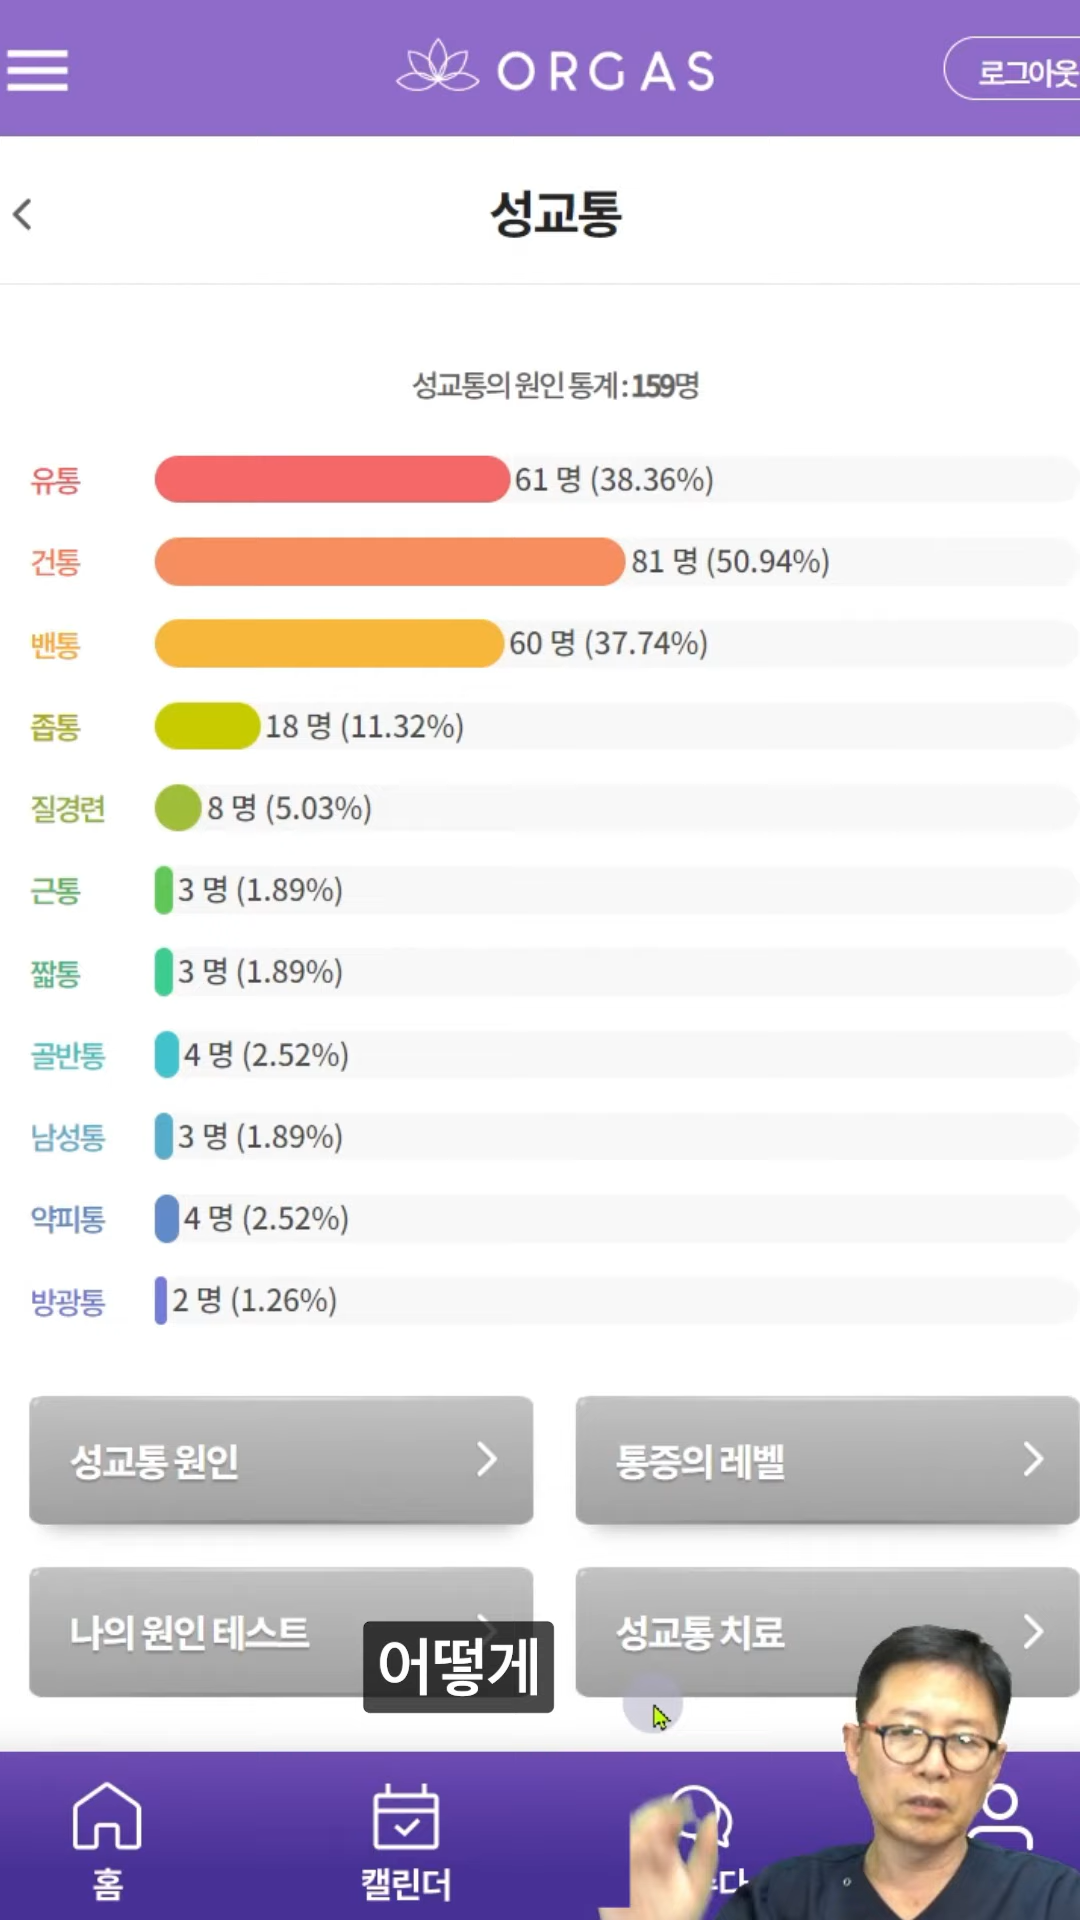 ORGAS
로그아웃
성교통
성교통의 원인 통계 : 159명
유통 61 명 (38.36%)
건통 81 명 (50.94%)
밴통 60 명 (37.74%)
좁통 18 명 (11.32%)
질경련 8 명 (5.03%)
근통 3 명 (1.89%)
짧통 3 명 (1.89%)
골반통 4 명 (2.52%)
남성통 3 명 (1.89%)
약피통 4 명 (2.52%)
방광통 2 명 (1.26%)
성교통 원인
통증의 레벨
나의 원인 테스트
성교통 치료
어떻게
홈
캘린더